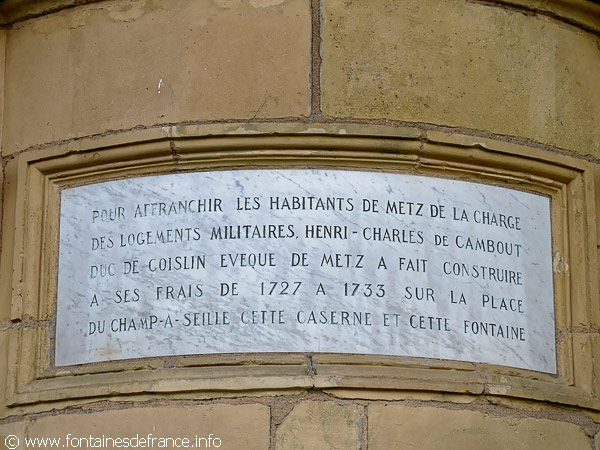 POUR AFFRANCHIR LES HABITANTS DE METZ DE LA CHARGE
DES LOGEMENTS MILITAIRES, HENRI-CHARLES DE CAMBOUT
DUC DE COISLIN EVEQUE DE METZ A FAIT CONSTRUIRE
A SES FRAIS DE 1727 A 1733 SUR LA PLACE
DU CHAMP-A-SEILLE CETTE CASERNE ET CETTE FONTAINE
© www.fontainesdefrance.info